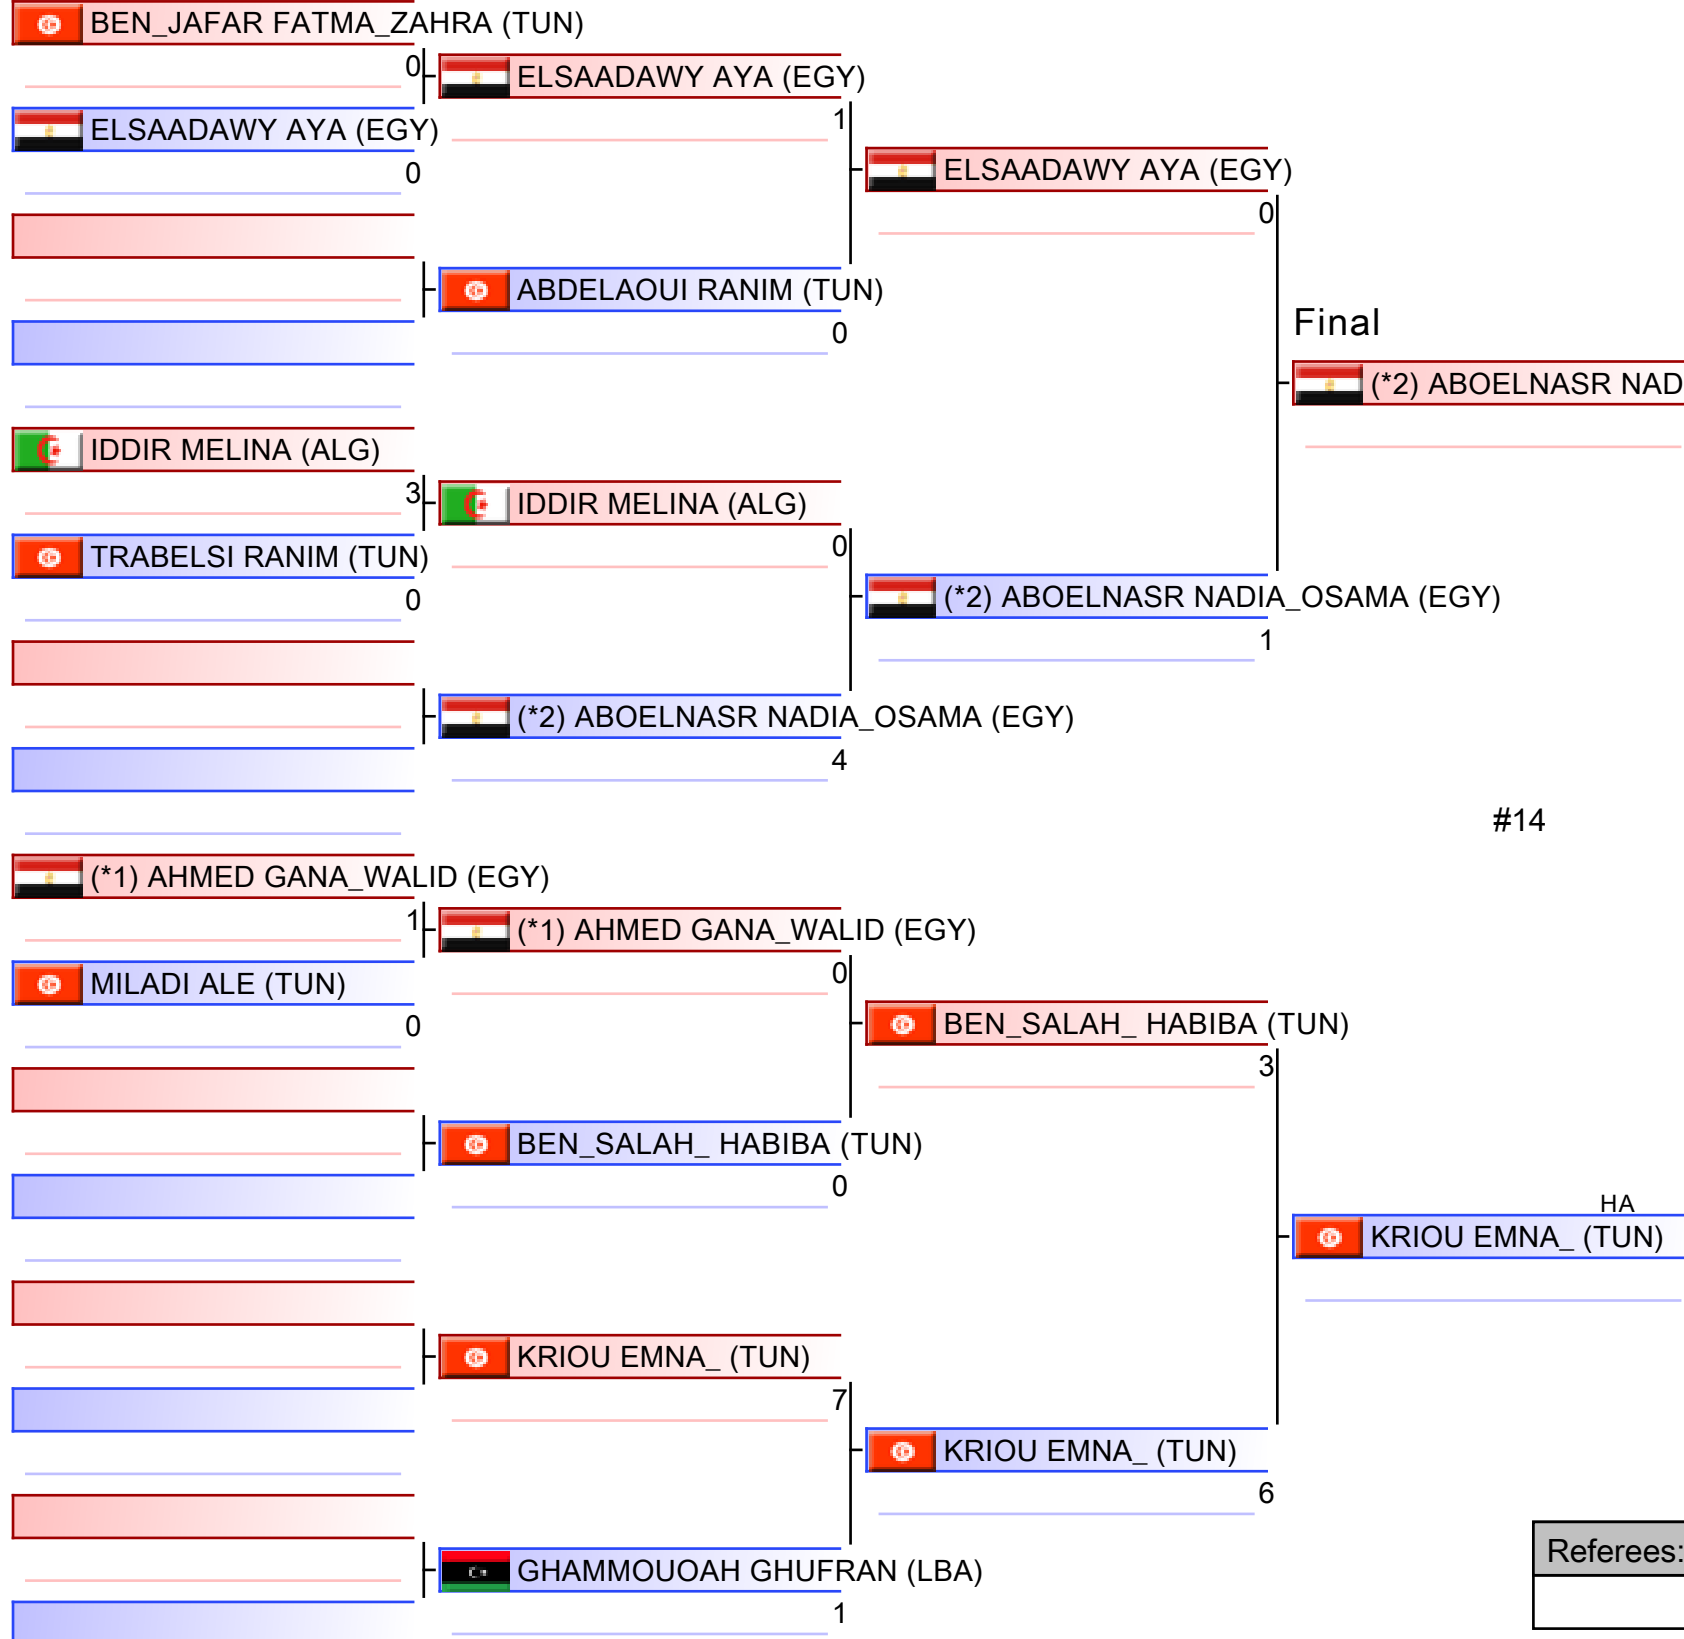 BEN_JAFAR FATMA_ZAHRA (TUN)
0
ELSAADAWY AYA (EGY)
0
IDDIR MELINA (ALG)
3
TRABELSI RANIM (TUN)
0
(*1) AHMED GANA_WALID (EGY)
1
MILADI ALE (TUN)
0
ELSAADAWY AYA (EGY)
1
ABDELAOUI RANIM (TUN)
0
IDDIR MELINA (ALG)
0
(*2) ABOELNASR NADIA_OSAMA (EGY)
4
(*1) AHMED GANA_WALID (EGY)
0
BEN_SALAH_ HABIBA (TUN)
0
KRIOU EMNA_ (TUN)
7
GHAMMOUOAH GHUFRAN (LBA)
1
ELSAADAWY AYA (EGY)
0
(*2) ABOELNASR NADIA_OSAMA (EGY)
1
BEN_SALAH_ HABIBA (TUN)
3
KRIOU EMNA_ (TUN)
6
Final
(*2) ABOELNASR NAD
#14
HA
KRIOU EMNA_ (TUN)
Referees: